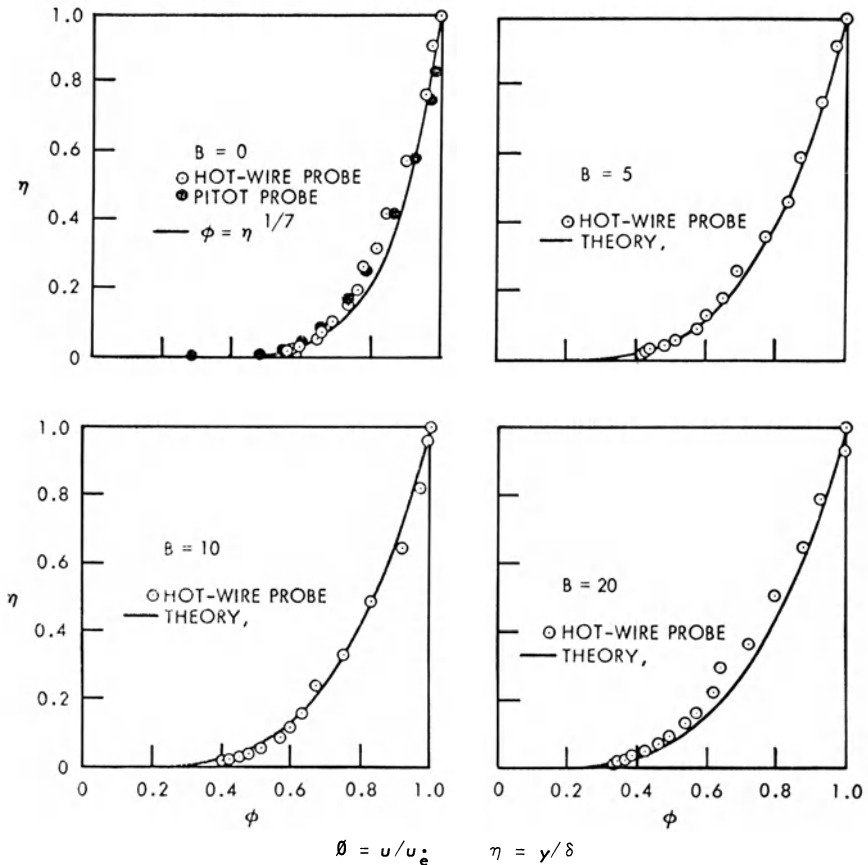 1.0
0.8
0.6
0.4
0.2
0
η
B = 0
⊙ HOT-WIRE PROBE
PITOT PROBE
— φ = η 1/7
B = 5
⊙ HOT-WIRE PROBE
— THEORY,
1.0
0.8
0.6
0.4
0.2
0
η
B = 10
⊙ HOT-WIRE PROBE
— THEORY,
0 0.2 0.4 0.6 0.8 1.0
φ
B = 20
⊙ HOT-WIRE PROBE
— THEORY,
0 0.2 0.4 0.6 0.8 1.0
φ
Ø = u/u_e η = y/δ